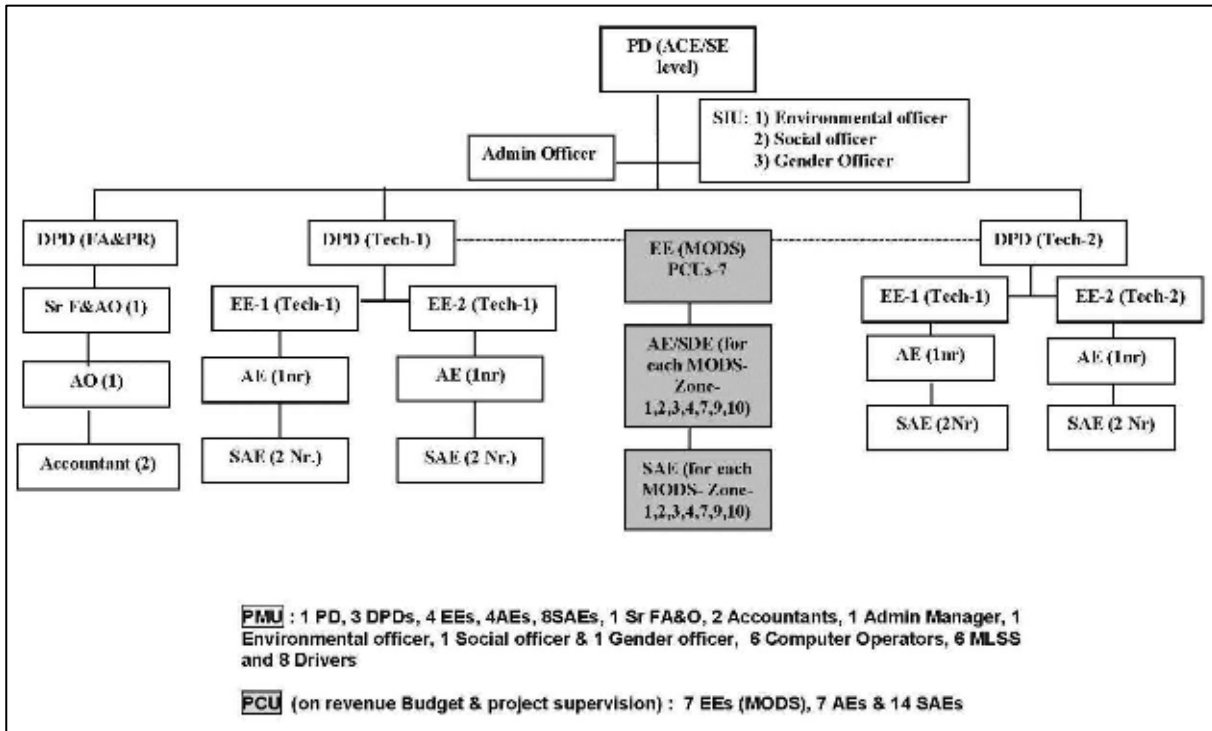 PD (ACE/SE
level)
SIU: 1) Environmental officer
2) Social officer
3) Gender Officer
Admin Officer
DPD (FA&PR)
DPD (Tech-1)
EE (MODS)
PCUs-7
DPD (Tech-2)
Sr F&AO (1)
EE-1 (Tech-1)
EE-2 (Tech-1)
EE-1 (Tech-1)
EE-2 (Tech-2)
AO (1)
AE (1nr)
AE (1nr)
AE/SDE (for
each MODS-
Zone-
1,2,3,4,7,9,10)
AE (1nr)
AE (1nr)
Accountant (2)
SAE (2 Nr.)
SAE (2 Nr.)
SAE (for each
MODS- Zone-
1,2,3,4,7,9,10)
SAE (2Nr)
SAE (2 Nr)
PMU : 1 PD, 3 DPDs, 4 EEs, 4AEs, 8SAEs, 1 Sr FA&O, 2 Accountants, 1 Admin Manager, 1
Environmental officer, 1 Social officer & 1 Gender officer, 6 Computer Operators, 6 MLSS
and 8 Drivers
PCU (on revenue Budget & project supervision) : 7 EEs (MODS), 7 AEs & 14 SAEs